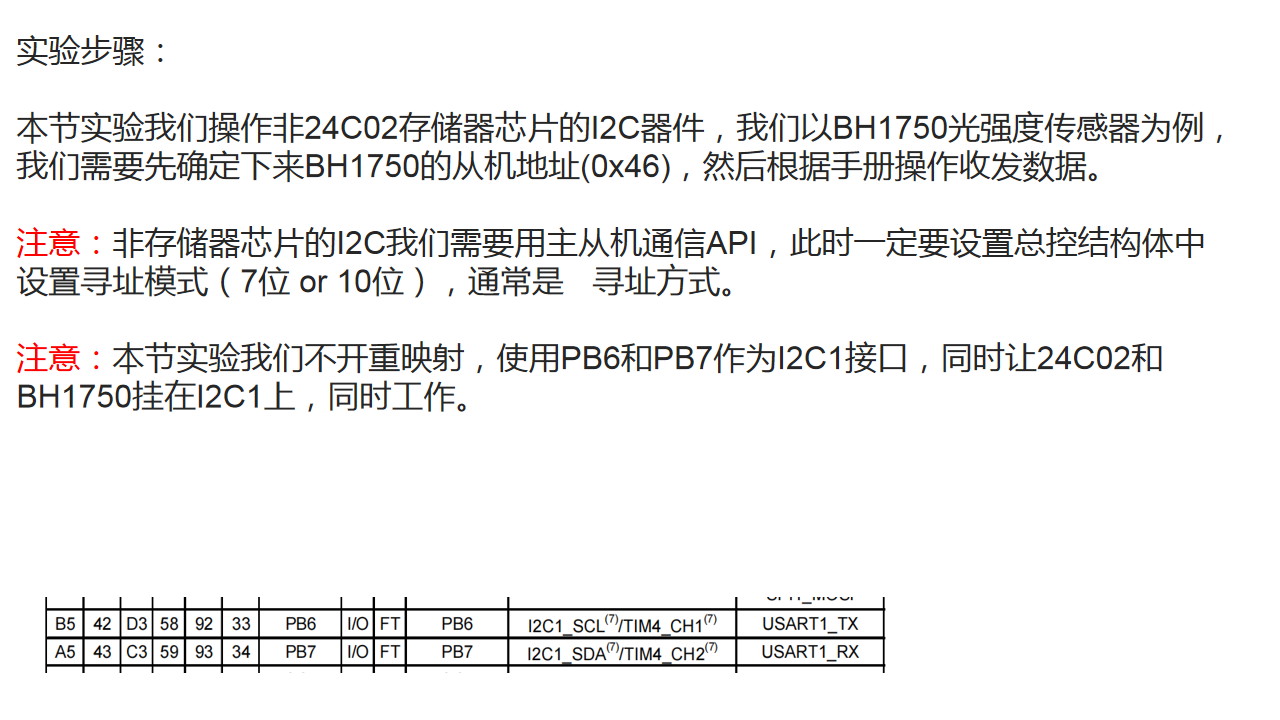 实验步骤：
本节实验我们操作非24C02存储器芯片的I2C器件，我们以BH1750光强度传感器为例，
我们需要先确定下来BH1750的从机地址(0x46)，然后根据手册操作收发数据。
注意：非存储器芯片的I2C我们需要用主从机通信API，此时一定要设置总控结构体中
设置寻址模式（7位 or 10位），通常是 寻址方式。
注意：本节实验我们不开重映射，使用PB6和PB7作为I2C1接口，同时让24C02和
BH1750挂在I2C1上，同时工作。
B5 42 D3 58 92 33 PB6 I/O FT PB6 I2C1_SCL(7)/TIM4_CH1(7) USART1_TX
A5 43 C3 59 93 34 PB7 I/O FT PB7 I2C1_SDA(7)/TIM4_CH2(7) USART1_RX